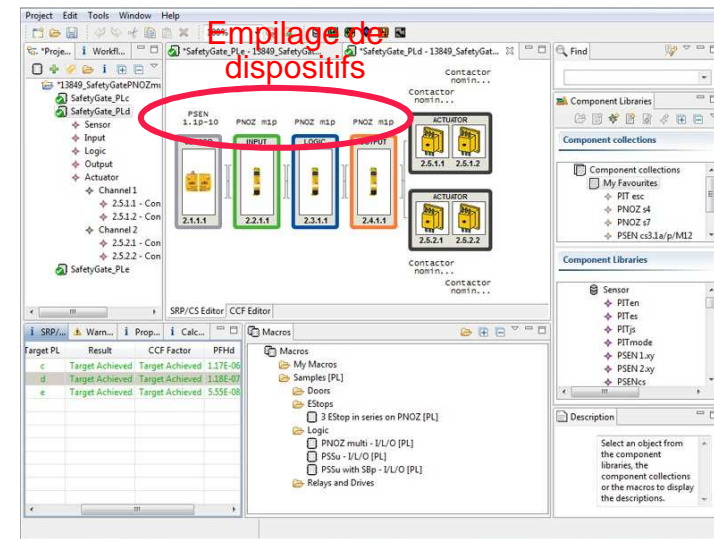 Project Edit Tools Window Help
Empilage de
dispositifs
*Proje... i Workfl...
*13849_SafetyGatePNOZm
SafetyGate_PLc
SafetyGate_PLd
Sensor
Input
Logic
Output
Actuator
Channel 1
2.5.1.1 - Con
2.5.1.2 - Con
Channel 2
2.5.2.1 - Con
2.5.2.2 - Con
SafetyGate_PLe
*SafetyGate_PLe - 13849_SafetyGat...
*SafetyGate_PLd - 13849_SafetyGat...
Contactor
nomin...
Contactor
nomin...
PSEN
1.1p-10
PNOZ m1p
PNOZ m1p
PNOZ m1p
INPUT
LOGIC
ACTUATOR
2.5.1.1 2.5.1.2
2.1.1.1
2.2.1.1
2.3.1.1
2.4.1.1
ACTUATOR
2.5.2.1 2.5.2.2
Contactor
nomin...
Contactor
nomin...
SRP/CS Editor CCF Editor
Find
Component Libraries
Component collections
Component collections
My Favourites
PIT esc
PNOZ s4
PNOZ s7
PSEN cs3.1a/p/M12
Component Libraries
Sensor
PITen
PITes
PITjs
PITmode
PSEN 1.xy
PSEN 2.xy
PSENcs
i SRP/... Warn... i Prop... i Calc...
Target PL Result CCF Factor PFHd
c Target Achieved Target Achieved 1.17E-06
d Target Achieved Target Achieved 1.18E-07
e Target Achieved Target Achieved 5.55E-08
Macros
Macros
My Macros
Samples [PL]
Doors
EStops
3 EStop in series on PNOZ [PL]
Logic
PNOZ multi - I/L/O [PL]
PSSu - I/L/O [PL]
PSSu with SBp - I/L/O [PL]
Relays and Drives
Description
Select an object from
the component
libraries, the
component collections
or the macros to display
the descriptions.